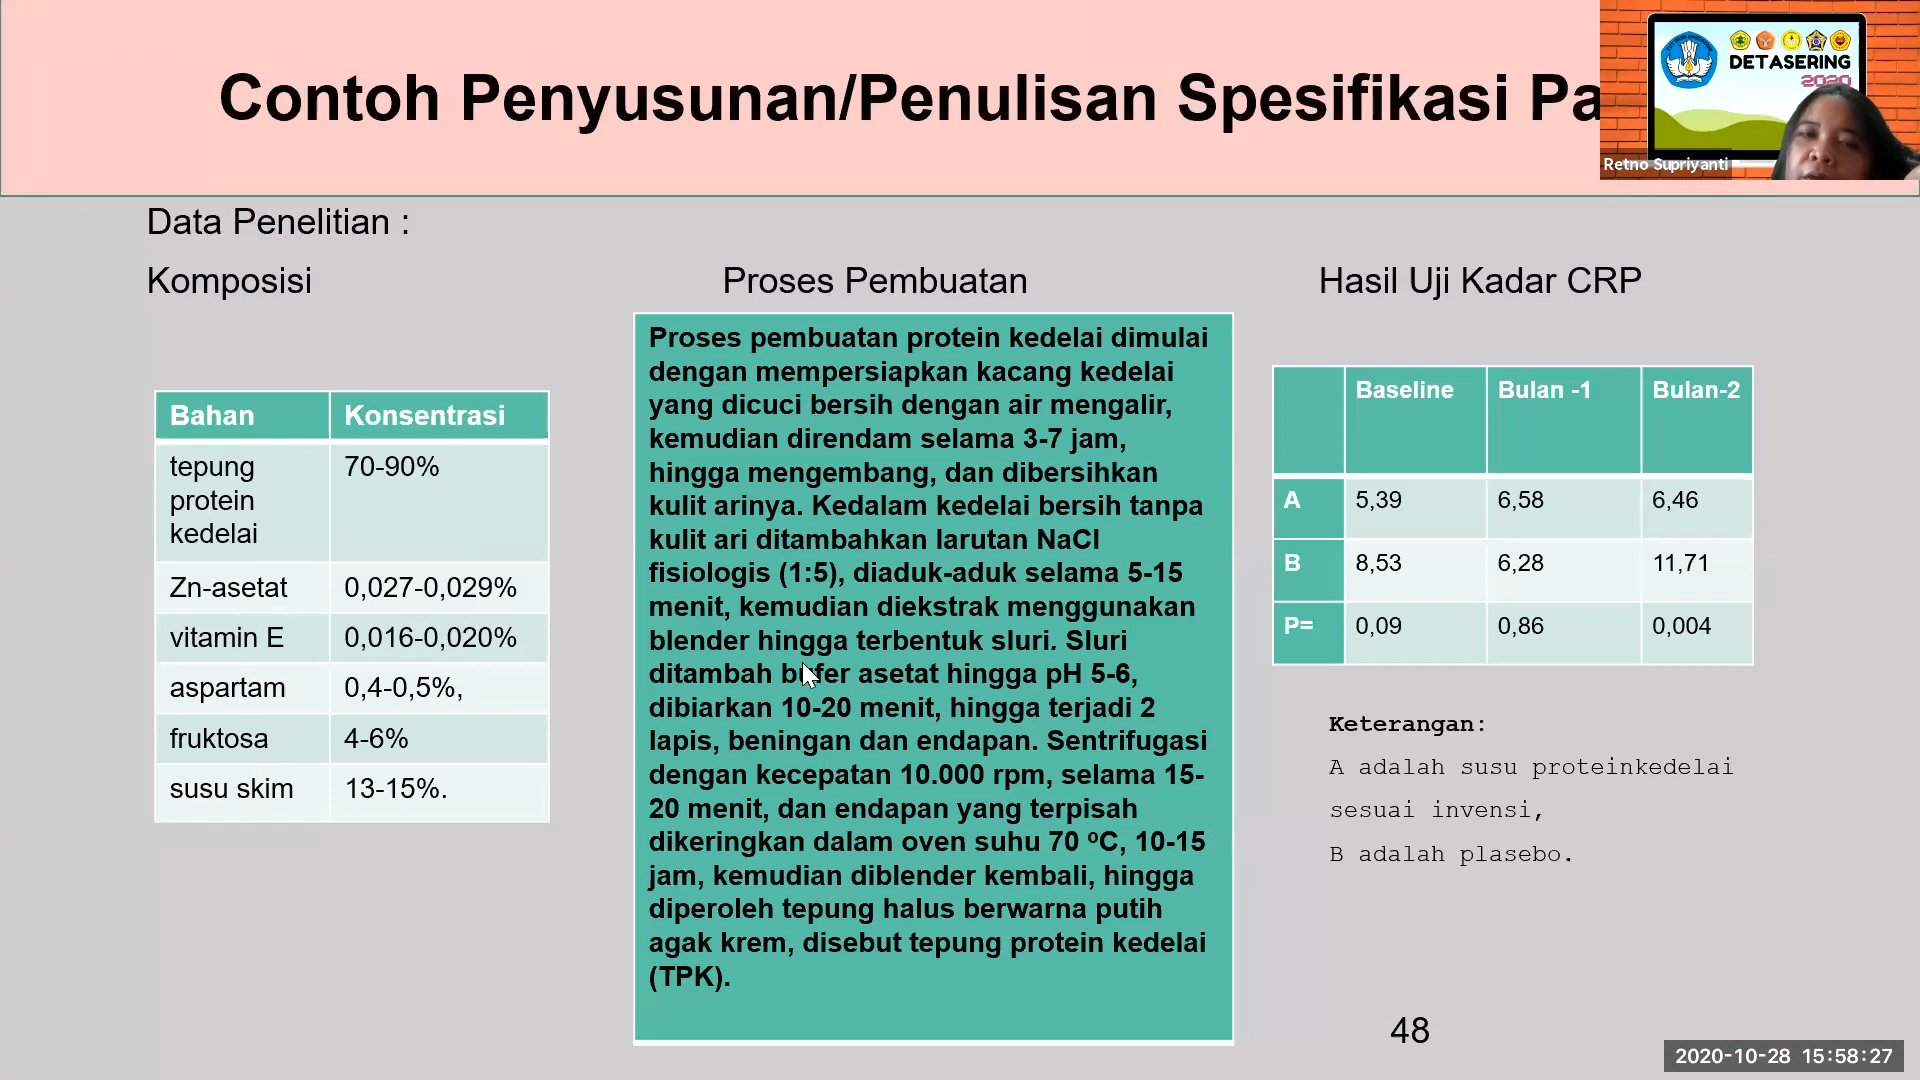 Contoh Penyusunan/Penulisan Spesifikasi Pa
DETASERING
2020
Retno Supriyanti
Data Penelitian :
Komposisi
Bahan Konsentrasi
tepung protein kedelai 70-90%
Zn-asetat 0,027-0,029%
vitamin E 0,016-0,020%
aspartam 0,4-0,5%,
fruktosa 4-6%
susu skim 13-15%.
Proses Pembuatan
Proses pembuatan protein kedelai dimulai
dengan mempersiapkan kacang kedelai
yang dicuci bersih dengan air mengalir,
kemudian direndam selama 3-7 jam,
hingga mengembang, dan dibersihkan
kulit arinya. Kedalam kedelai bersih tanpa
kulit ari ditambahkan larutan NaCl
fisiologis (1:5), diaduk-aduk selama 5-15
menit, kemudian diekstrak menggunakan
blender hingga terbentuk sluri. Sluri
ditambah bufer asetat hingga pH 5-6,
dibiarkan 10-20 menit, hingga terjadi 2
lapis, beningan dan endapan. Sentrifugasi
dengan kecepatan 10.000 rpm, selama 15-
20 menit, dan endapan yang terpisah
dikeringkan dalam oven suhu 70 ºC, 10-15
jam, kemudian diblender kembali, hingga
diperoleh tepung halus berwarna putih
agak krem, disebut tepung protein kedelai
(TPK).
Hasil Uji Kadar CRP
Baseline Bulan -1 Bulan-2
A 5,39 6,58 6,46
B 8,53 6,28 11,71
P= 0,09 0,86 0,004
Keterangan:
A adalah susu proteinkedelai
sesuai invensi,
B adalah plasebo.
48
2020-10-28 15:58:27